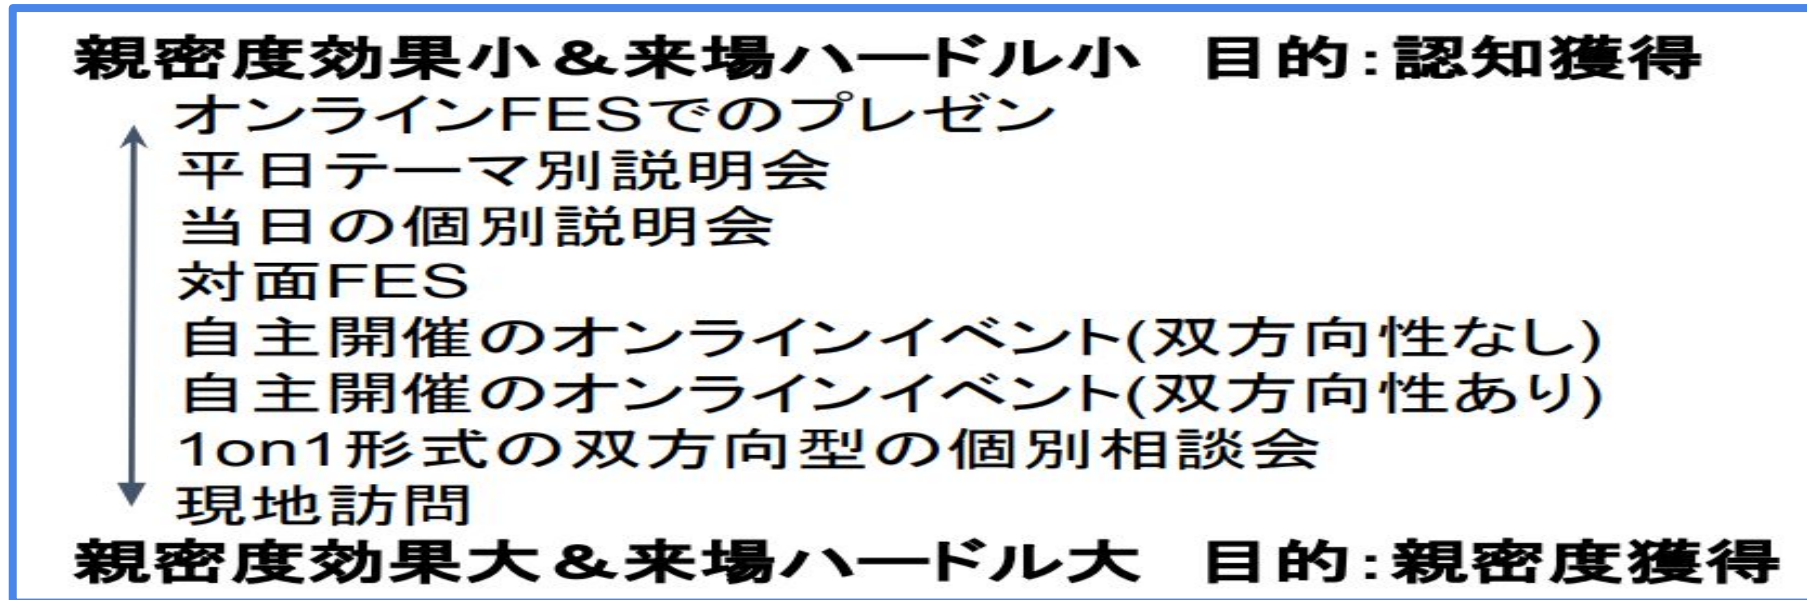 親密度効果小＆来場ハードル小　目的：認知獲得
オンラインFESでのプレゼン
平日テーマ別説明会
当日の個別説明会
対面FES
自主開催のオンラインイベント(双方向性なし)
自主開催のオンラインイベント(双方向性あり)
1on1形式の双方向型の個別相談会
現地訪問
親密度効果大＆来場ハードル大　目的：親密度獲得